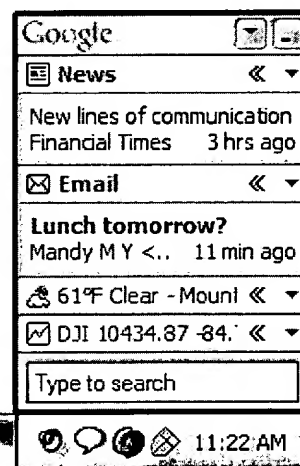 Google
News
New lines of communication
Financial Times 3 hrs ago
Email
Lunch tomorrow?
Mandy M Y <.. 11 min ago
61°F Clear - Mount
DJI 10434.87 -84.
Type to search
11:22 AM